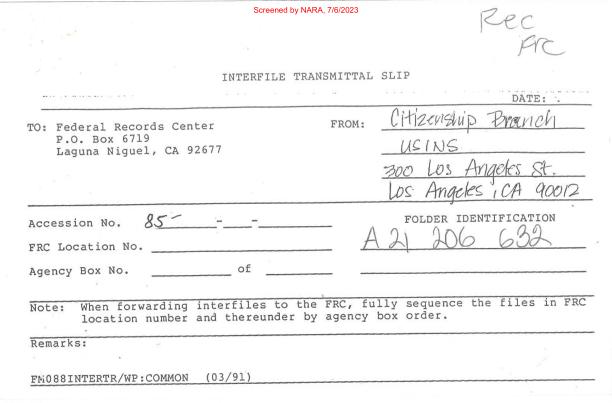 Screened by NARA, 7/6/2023
Rec
FRC
INTERFILE TRANSMITTAL SLIP
DATE:
TO: Federal Records Center
P.O. Box 6719
Laguna Niguel, CA 92677
FROM: Citizenship Branch
USINS
300 Los Angeles St.
Los Angeles, CA 90012
Accession No. 85-
FRC Location No.
Agency Box No. of
FOLDER IDENTIFICATION
A 21 206 632
Note: When forwarding interfiles to the FRC, fully sequence the files in FRC
location number and thereunder by agency box order.
Remarks:
FM088INTERTR/WP:COMMON (03/91)